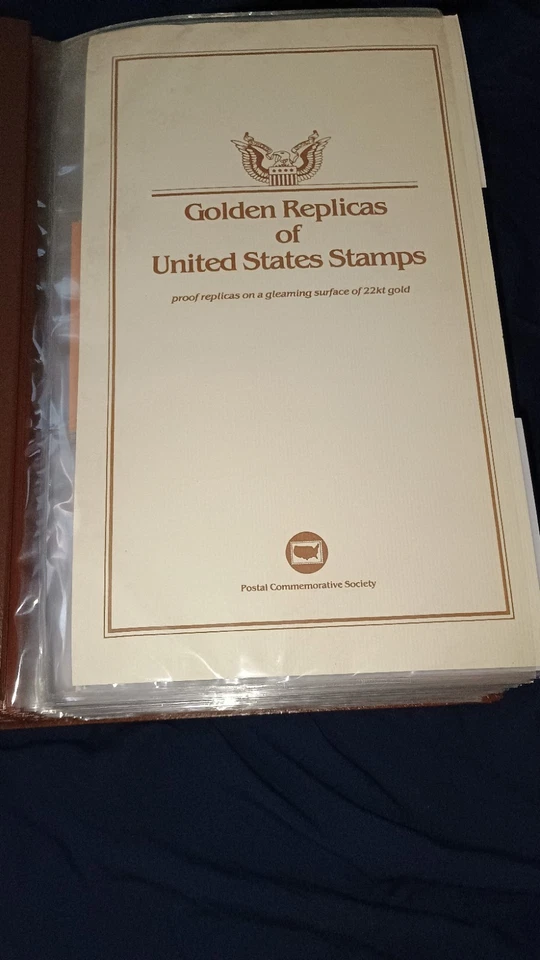 Golden Replicas
of
United States Stamps
proof replicas on a gleaming surface of 22kt gold
Postal Commemorative Society